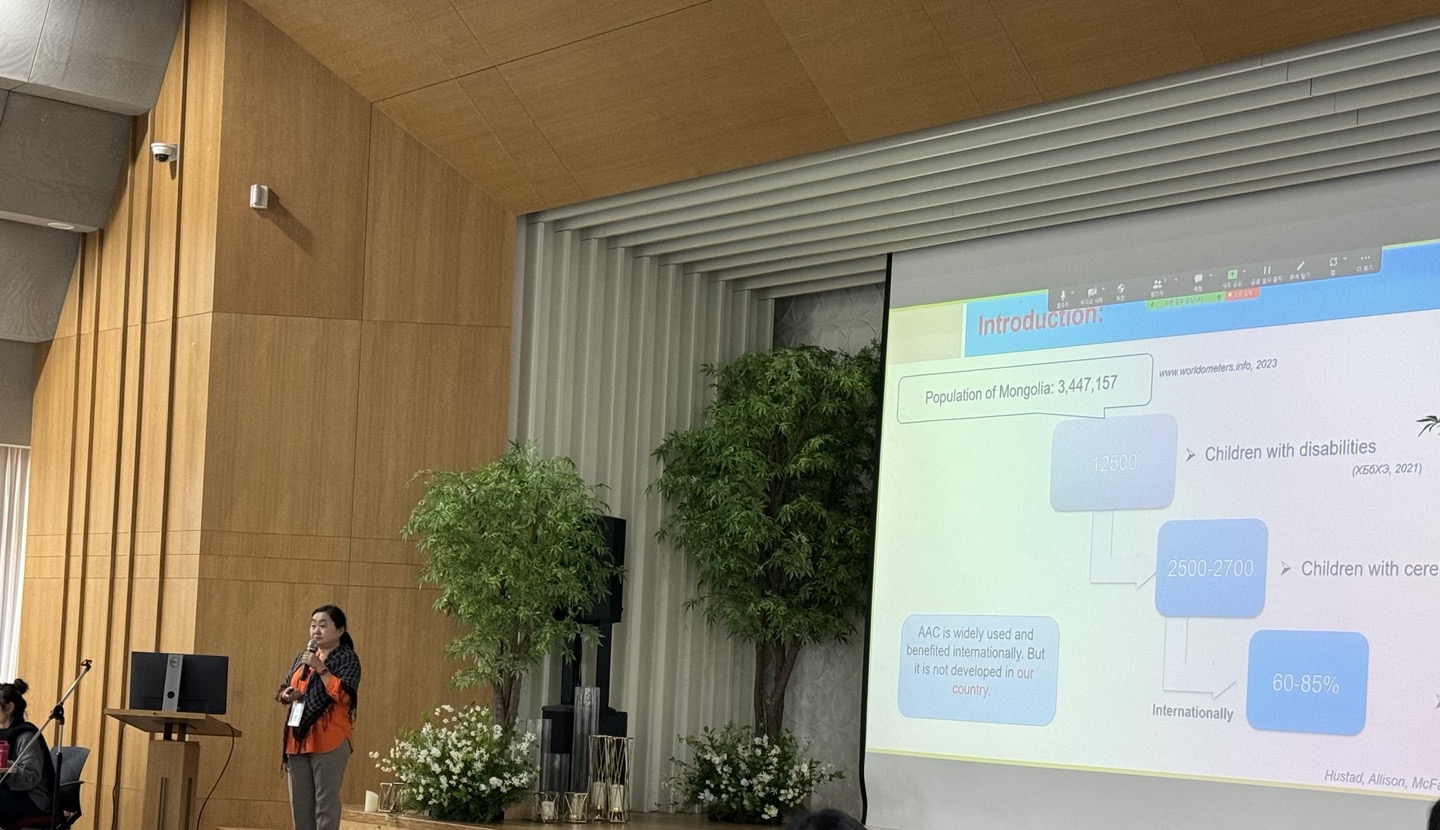 Introduction:
Population of Mongolia: 3,447,157
www.worldometers.info, 2023
12500
Children with disabilities
(ХББХЭ, 2021)
2500-2700
Children with cere
AAC is widely used and
benefited internationally. But
it is not developed in our
country.
60-85%
Internationally
Hustad, Allison, McFa